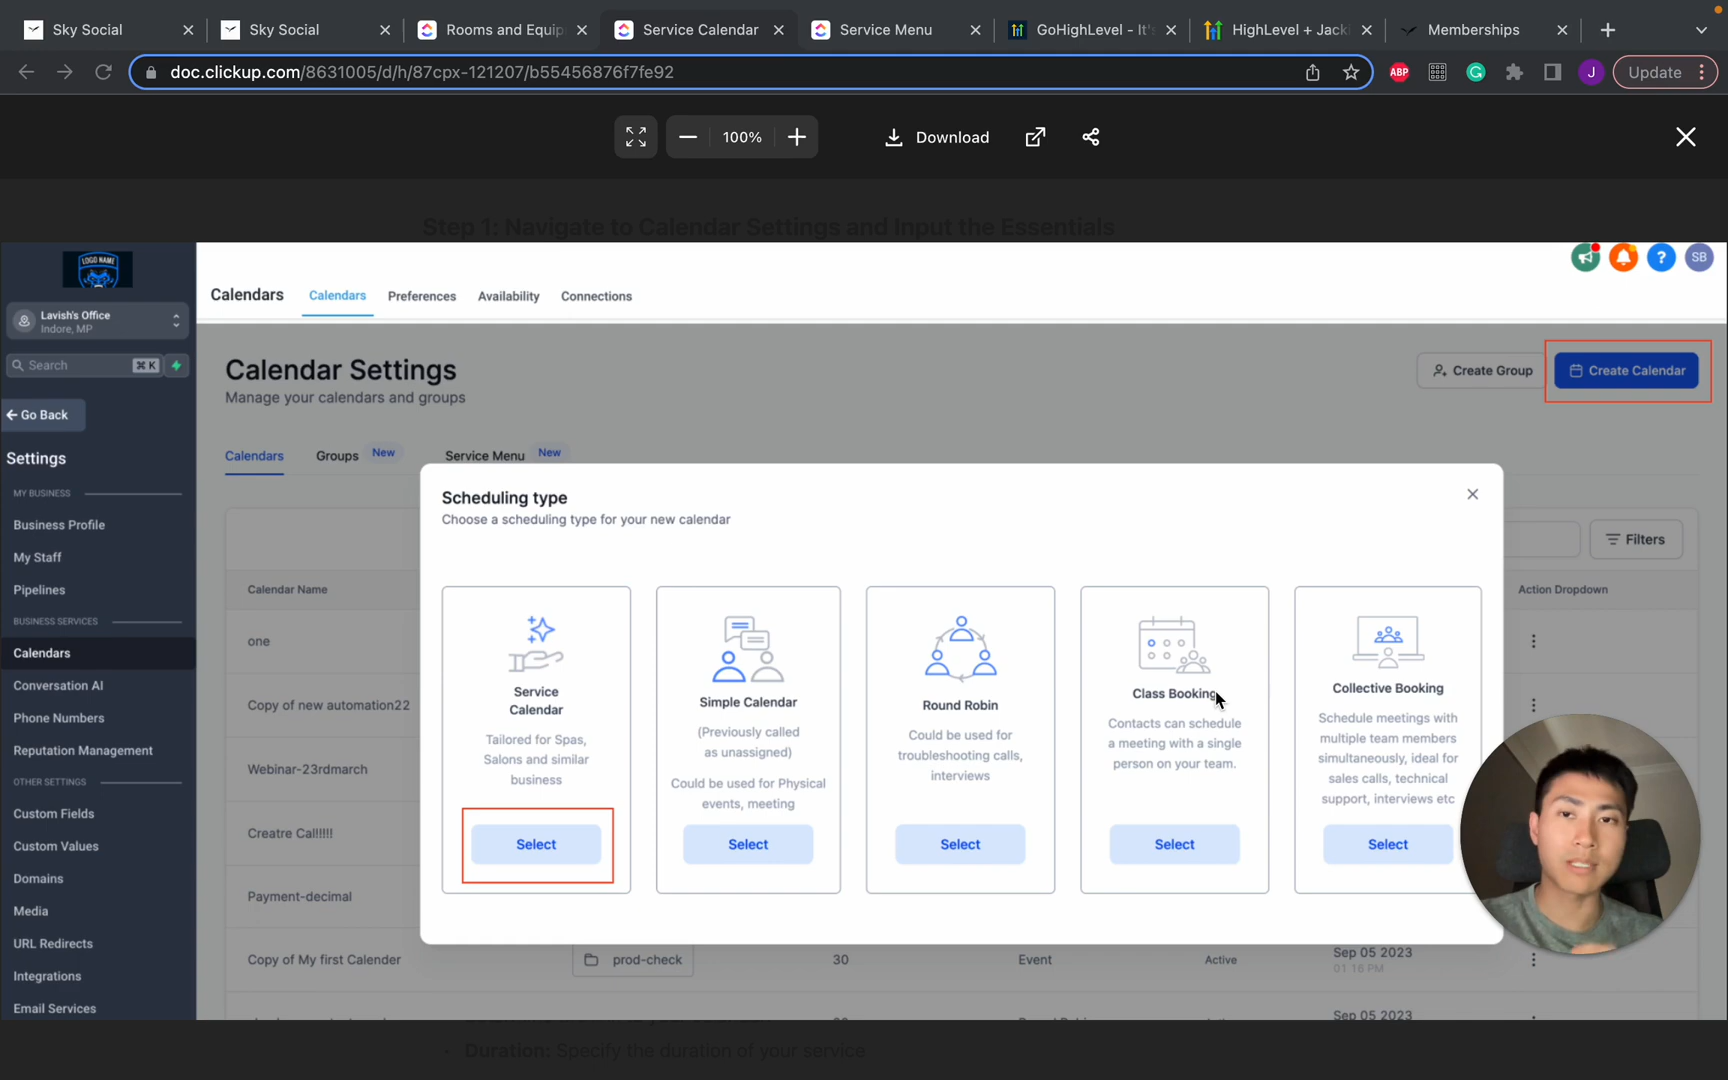 Sky Social
Sky Social
Rooms and Equip
Service Calendar
Service Menu
GoHighLevel - It's
HighLevel + Jack
Memberships
doc.clickup.com/8631005/d/h/87cpx-121207/b55456876f7fe92
ABP
J
Update
100%
Download
Step 1: Navigate to Calendar Settings and Input the Essentials
LOGO NAME
SB
Calendars
Calendars
Preferences
Availability
Connections
Lavish's Office
Indore, MP
Search
⌘ K
Calendar Settings
Manage your calendars and groups
Create Group
Create Calendar
Go Back
Settings
Calendars
Groups
New
Service Menu
New
MY BUSINESS
Business Profile
My Staff
Pipelines
BUSINESS SERVICES
Calendars
Conversation AI
Phone Numbers
Reputation Management
OTHER SETTINGS
Custom Fields
Custom Values
Domains
Media
URL Redirects
Integrations
Email Services
Scheduling type
Choose a scheduling type for your new calendar
Filters
Calendar Name
Action Dropdown
one
Copy of new automation22
Webinar-23rdmarch
Creatre Cal!!!!!
Payment-decimal
Service
Calendar
Tailored for Spas,
Salons and similar
business
Select
Simple Calendar
(Previously called
as unassigned)
Could be used for Physical
events, meeting
Select
Round Robin
Could be used for
troubleshooting calls,
interviews
Select
Class Booking
Contacts can schedule
a meeting with a single
person on your team.
Select
Collective Booking
Schedule meetings with
multiple team members
simultaneously, ideal for
sales calls, technical
support, interviews etc
Select
Copy of My first Calender
prod-check
30
Event
Active
Sep 05 2023
01 16 PM
Sep 05 2023
Duration: Specify the duration of your service